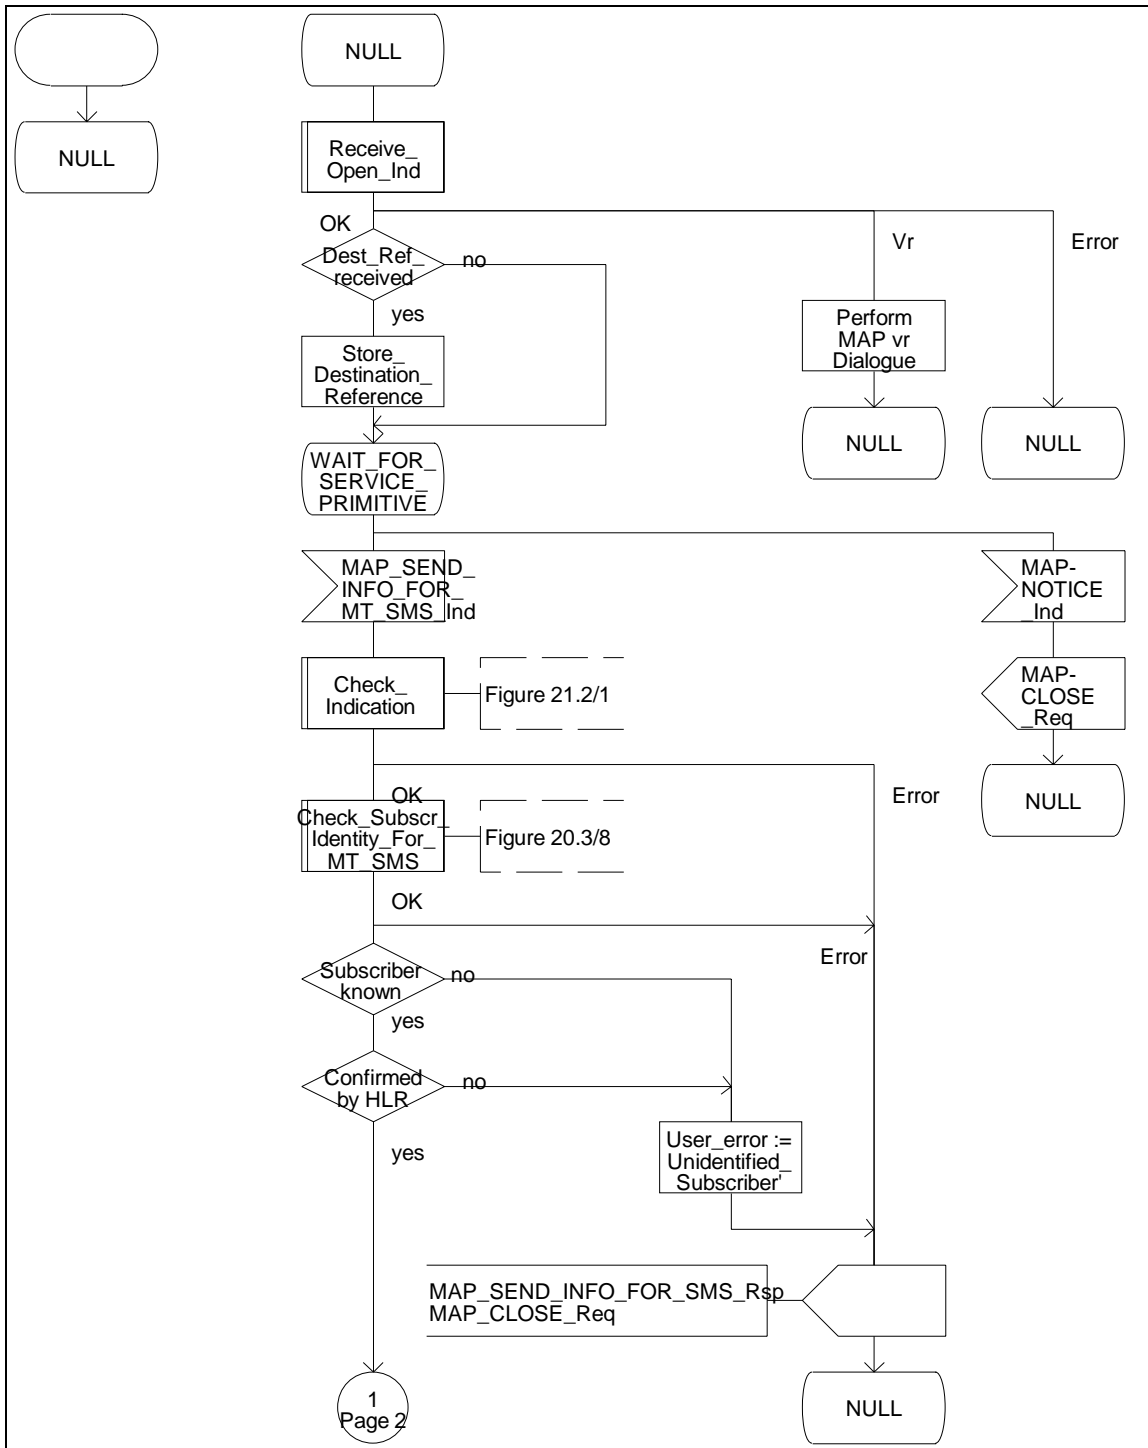 NULL
NULL
Receive_
Open_Ind
OK
Vr
Error
Dest_Ref_
received
no
yes
Perform
MAP vr
Dialogue
Store_
Destination_
Reference
NULL
NULL
WAIT_FOR_
SERVICE_
PRIMITIVE
MAP_SEND_
INFO_FOR_
MT_SMS_Ind
MAP-
NOTICE
_Ind
Check_
Indication
Figure 21.2/1
MAP-
CLOSE
_Req
OK
Error
NULL
Check_Subscr_
Identity_For_
MT_SMS
Figure 20.3/8
OK
Error
Subscriber
known
no
yes
Confirmed
by HLR
no
yes
User_error :=
Unidentified_
Subscriber'
MAP_SEND_INFO_FOR_SMS_Rsp
MAP_CLOSE_Req
1
Page 2
NULL